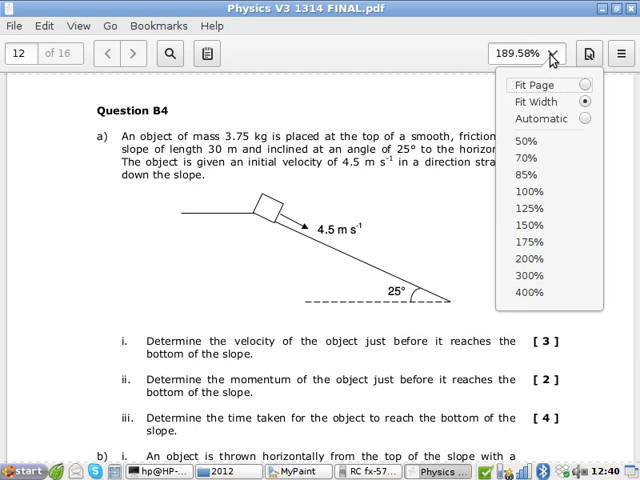 Physics V3 1314 FINAL.pdf
File Edit View Go Bookmarks Help
12 of 16
189.58%
Fit Page
Fit Width
Automatic
50%
70%
85%
100%
125%
150%
175%
200%
300%
400%
Question B4
a) An object of mass 3.75 kg is placed at the top of a smooth, friction
slope of length 30 m and inclined at an angle of 25° to the horizon
The object is given an initial velocity of 4.5 m s-1 in a direction stra
down the slope.
4.5 m s-1
25°
i. Determine the velocity of the object just before it reaches the [ 3 ]
bottom of the slope.
ii. Determine the momentum of the object just before it reaches the [ 2 ]
bottom of the slope.
iii. Determine the time taken for the object to reach the bottom of the [ 4 ]
slope.
b) i. An object is thrown horizontally from the top of the slope with a
start hp@HP-... 2012 MyPaint RC fx-57... Physics ... 12:40